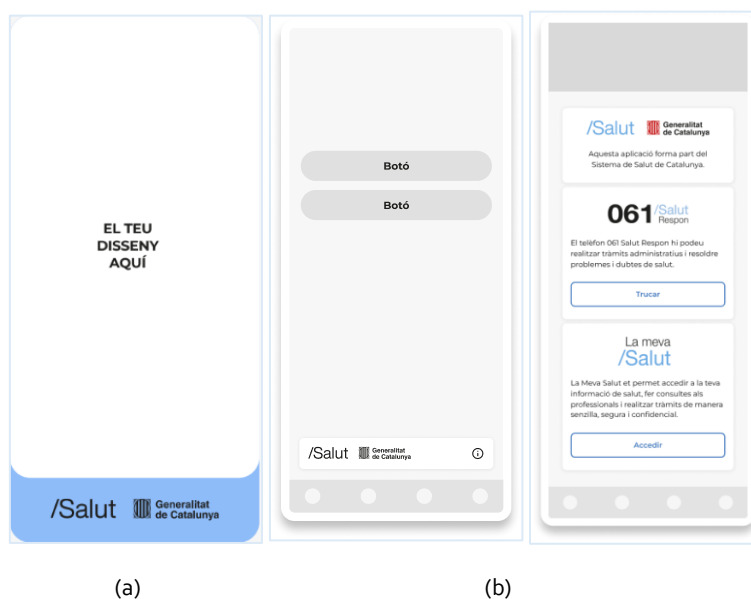 EL TEU
DISSENY
AQUÍ
/Salut
Generalitat
de Catalunya
(a)
Botó
Botó
/Salut
Generalitat
de Catalunya
/Salut
Generalitat
de Catalunya
Aquesta aplicació forma part del
Sistema de Salut de Catalunya.
061/Salut
Respon
El telèfon 061 Salut Respon hi podeu
realitzar tràmits administratius i resoldre
problemes i dubtes de salut.
Trucar
La meva
/Salut
La Meva Salut et permet accedir a la teva
informació de salut, fer consultes als
professionals i realitzar tràmits de manera
senzilla, segura i confidencial.
Accedir
(b)